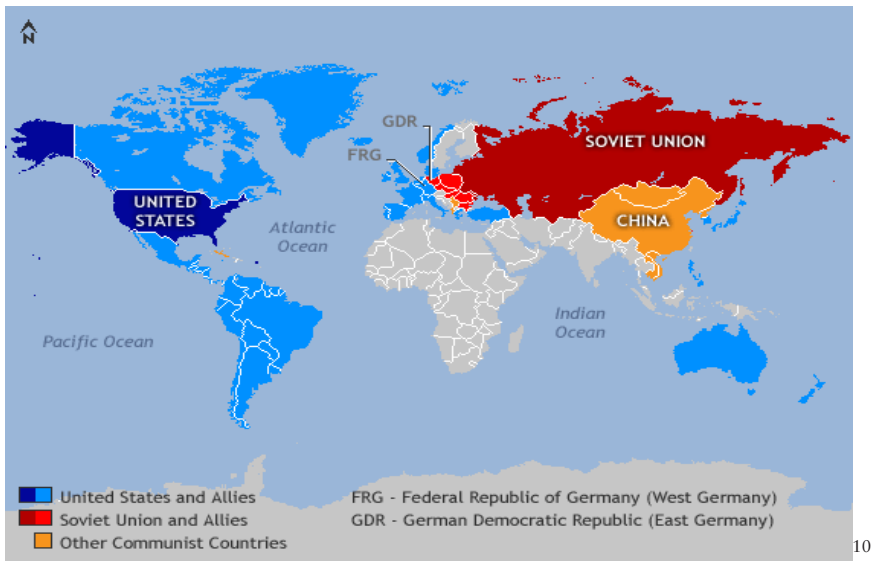 N
GDR
FRG
SOVIET UNION
UNITED
STATES
CHINA
Atlantic
Ocean
Indian
Ocean
Pacific Ocean
United States and Allies
Soviet Union and Allies
Other Communist Countries
FRG - Federal Republic of Germany (West Germany)
GDR - German Democratic Republic (East Germany)
10